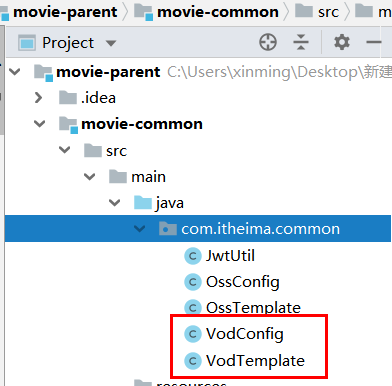 movie-parent movie-common src m
Project
movie-parent C:\Users\xinming\Desktop\新建
.idea
movie-common
src
main
java
com.itheima.common
JwtUtil
OssConfig
OssTemplate
VodConfig
VodTemplate
resources